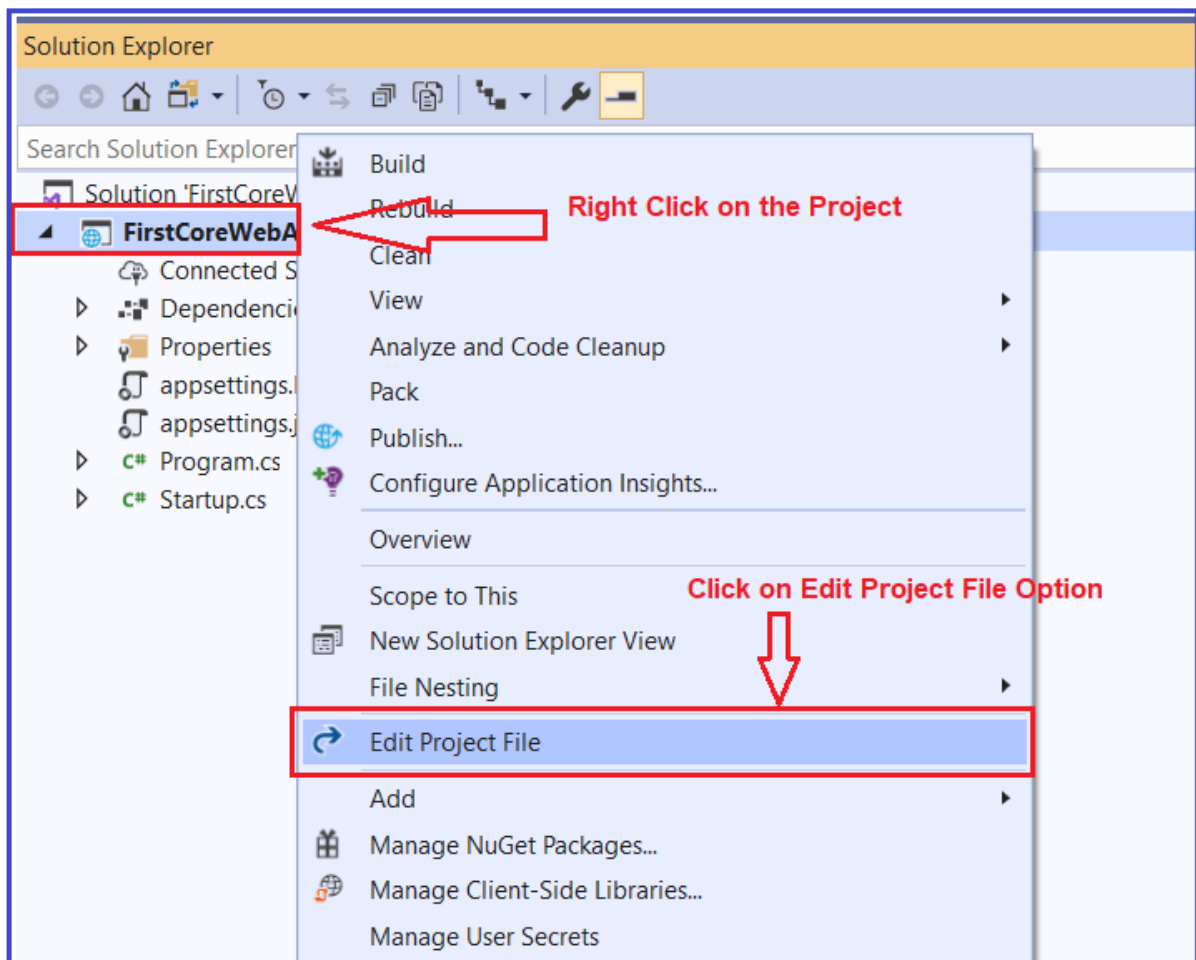 Solution Explorer
Search Solution Explorer
Solution 'FirstCoreW
FirstCoreWebA
Connected S
Dependencie
Properties
appsettings.
appsettings.j
C# Program.cs
C# Startup.cs
Build
Rebuild
Right Click on the Project
Clean
View
Analyze and Code Cleanup
Pack
Publish...
Configure Application Insights...
Overview
Click on Edit Project File Option
Scope to This
New Solution Explorer View
File Nesting
Edit Project File
Add
Manage NuGet Packages...
Manage Client-Side Libraries...
Manage User Secrets